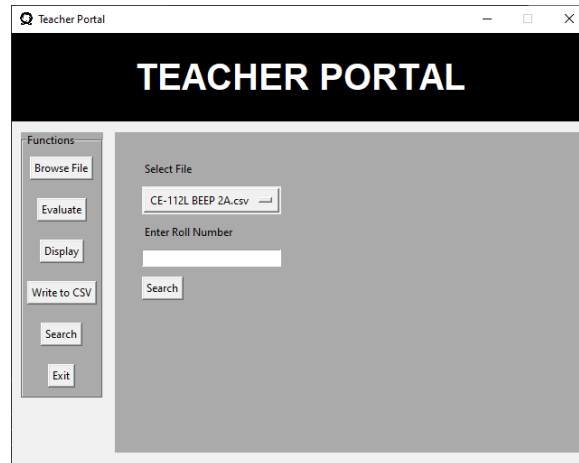 Teacher Portal
TEACHER PORTAL
Functions
Browse File
Evaluate
Display
Write to CSV
Search
Exit
Select File
CE-112L BEEP 2A.csv
Enter Roll Number
Search